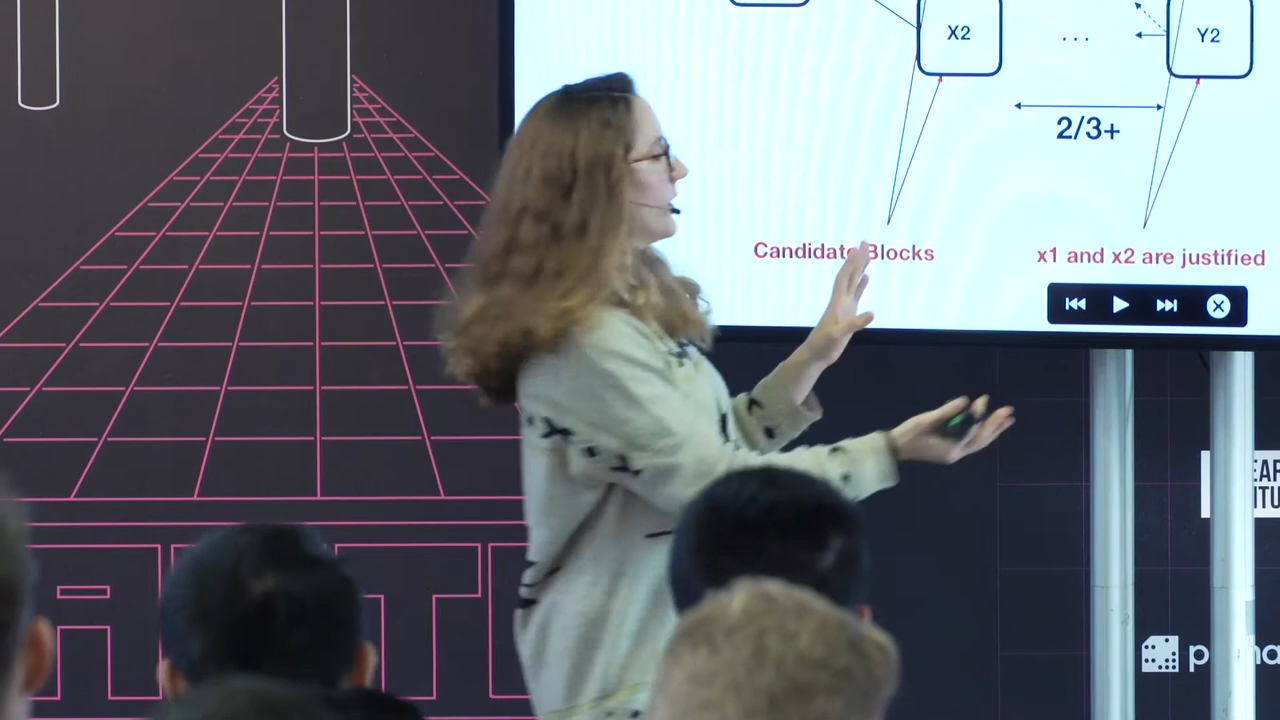 X2
...
Y2
2/3+
Candidate Blocks
x1 and x2 are justified